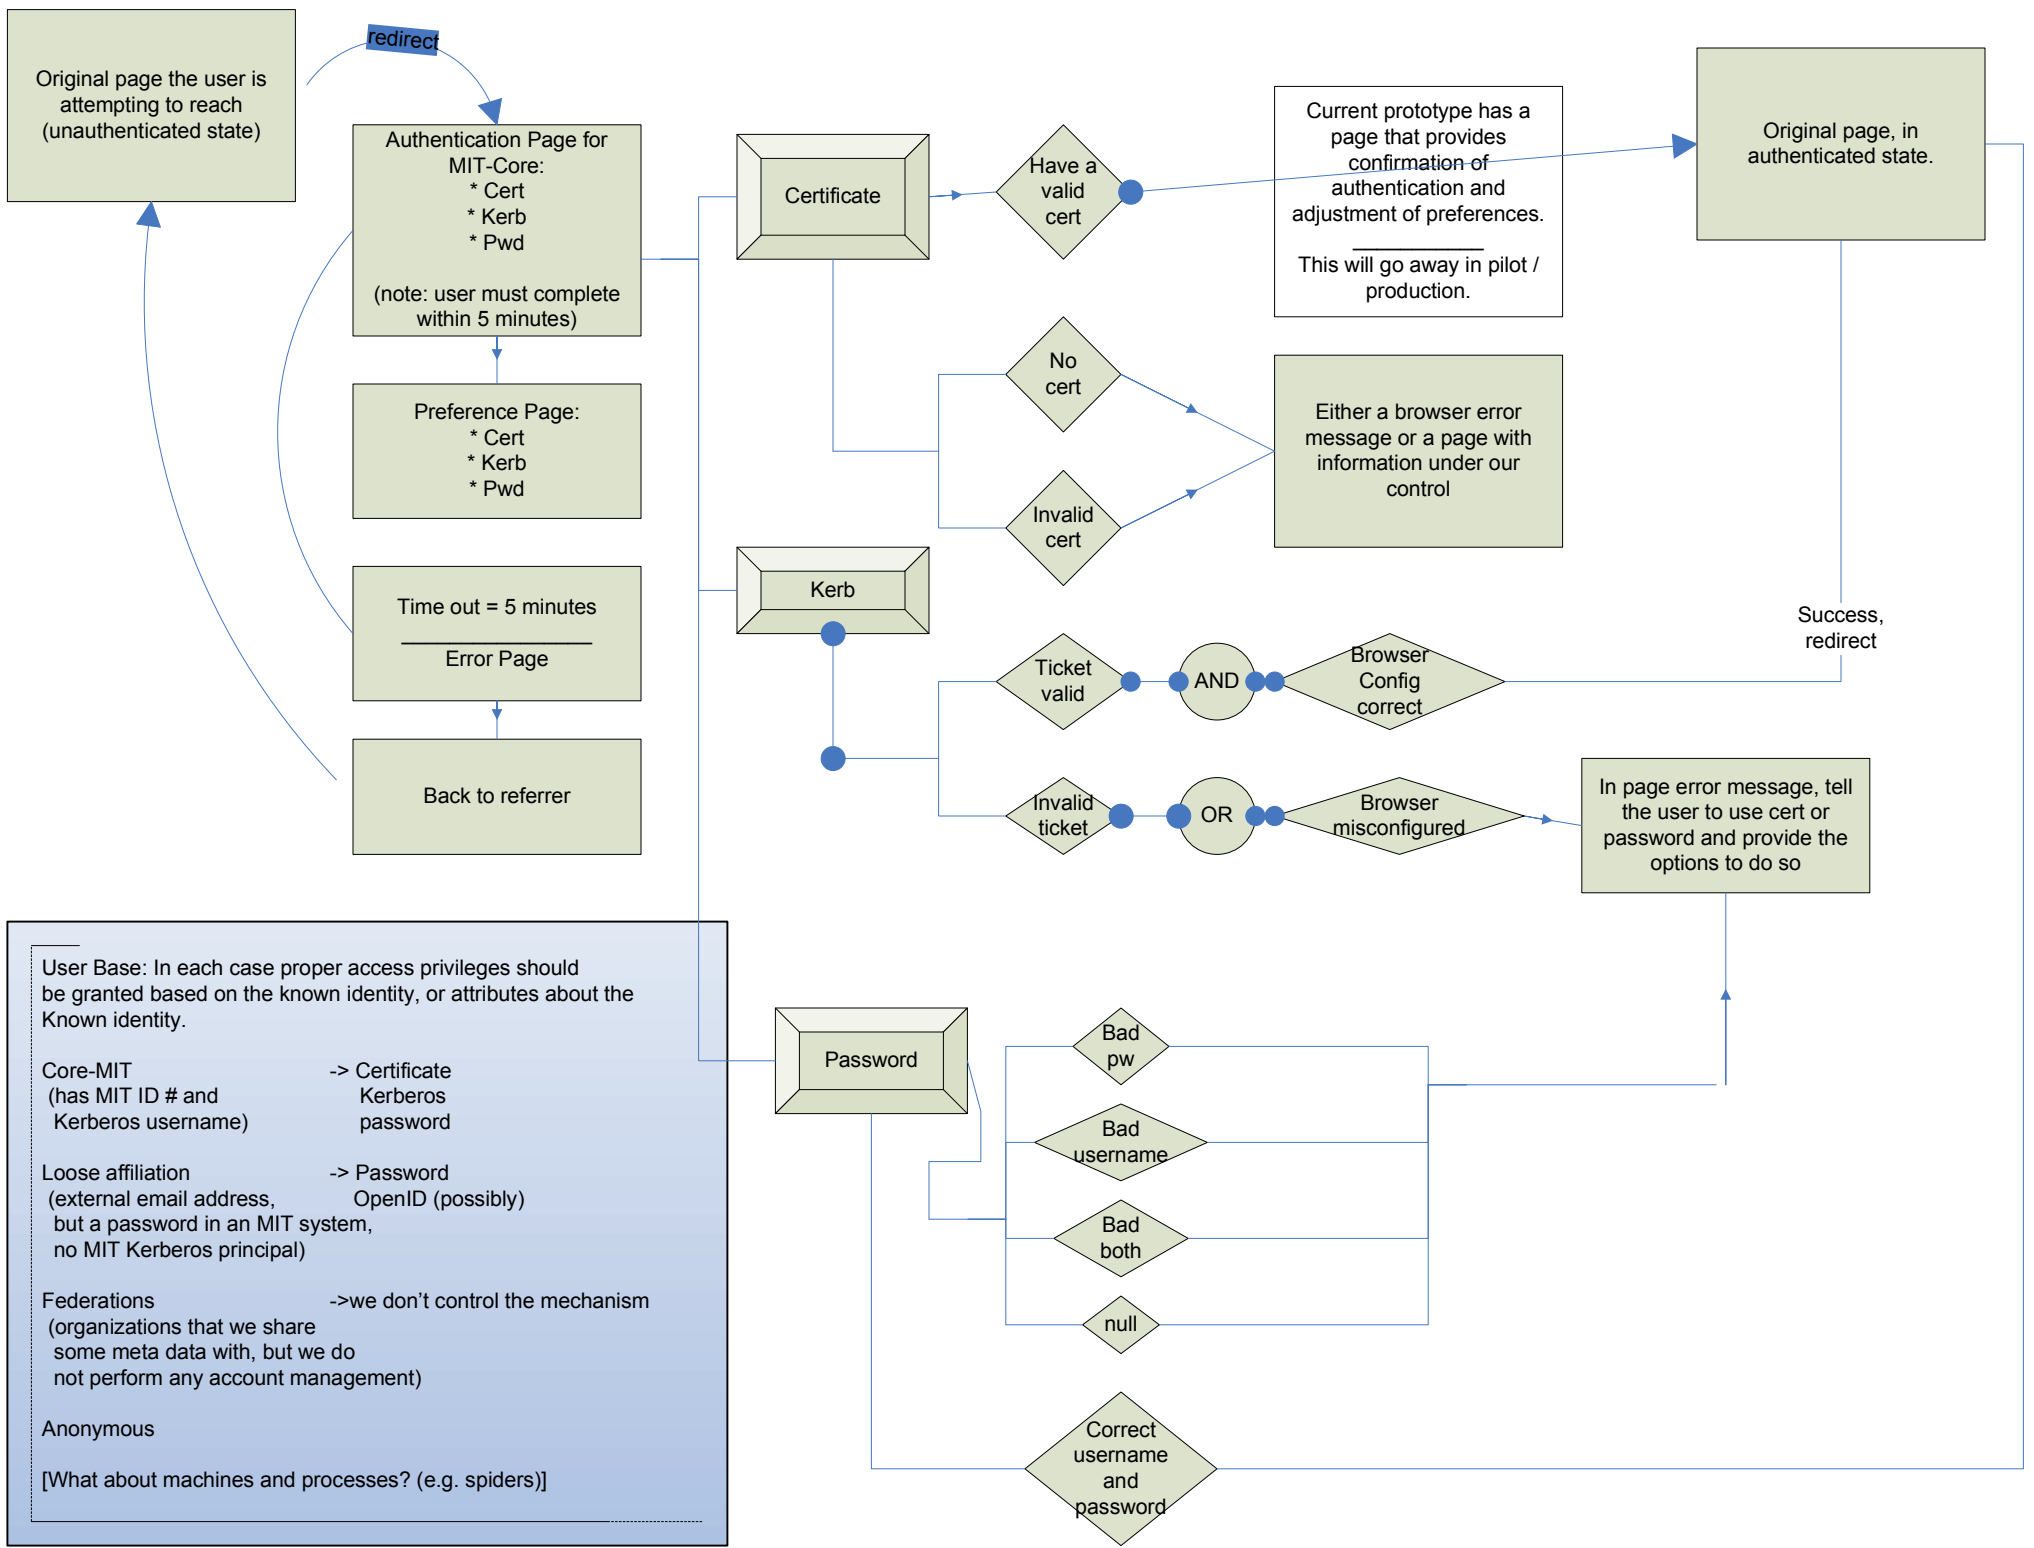 redirect
Original page the user is
attempting to reach
(unauthenticated state)
Authentication Page for
MIT-Core:
* Cert
* Kerb
* Pwd
(note: user must complete
within 5 minutes)
Preference Page:
* Cert
* Kerb
* Pwd
Time out = 5 minutes
Error Page
Back to referrer
Certificate
Have a
valid
cert
Current prototype has a
page that provides
confirmation of
authentication and
adjustment of preferences.
This will go away in pilot /
production.
Original page, in
authenticated state.
No
cert
Invalid
cert
Either a browser error
message or a page with
information under our
control
Kerb
Ticket
valid
AND
Browser
Config
correct
Success,
redirect
Invalid
ticket
OR
Browser
misconfigured
In page error message, tell
the user to use cert or
password and provide the
options to do so
Password
Bad
pw
Bad
username
Bad
both
null
Correct
username
and
password
User Base: In each case proper access privileges should
be granted based on the known identity, or attributes about the
Known identity.
Core-MIT -> Certificate
(has MIT ID # and Kerberos
Kerberos username) password
Loose affiliation -> Password
(external email address, OpenID (possibly)
but a password in an MIT system,
no MIT Kerberos principal)
Federations ->we don't control the mechanism
(organizations that we share
some meta data with, but we do
not perform any account management)
Anonymous
[What about machines and processes? (e.g. spiders)]